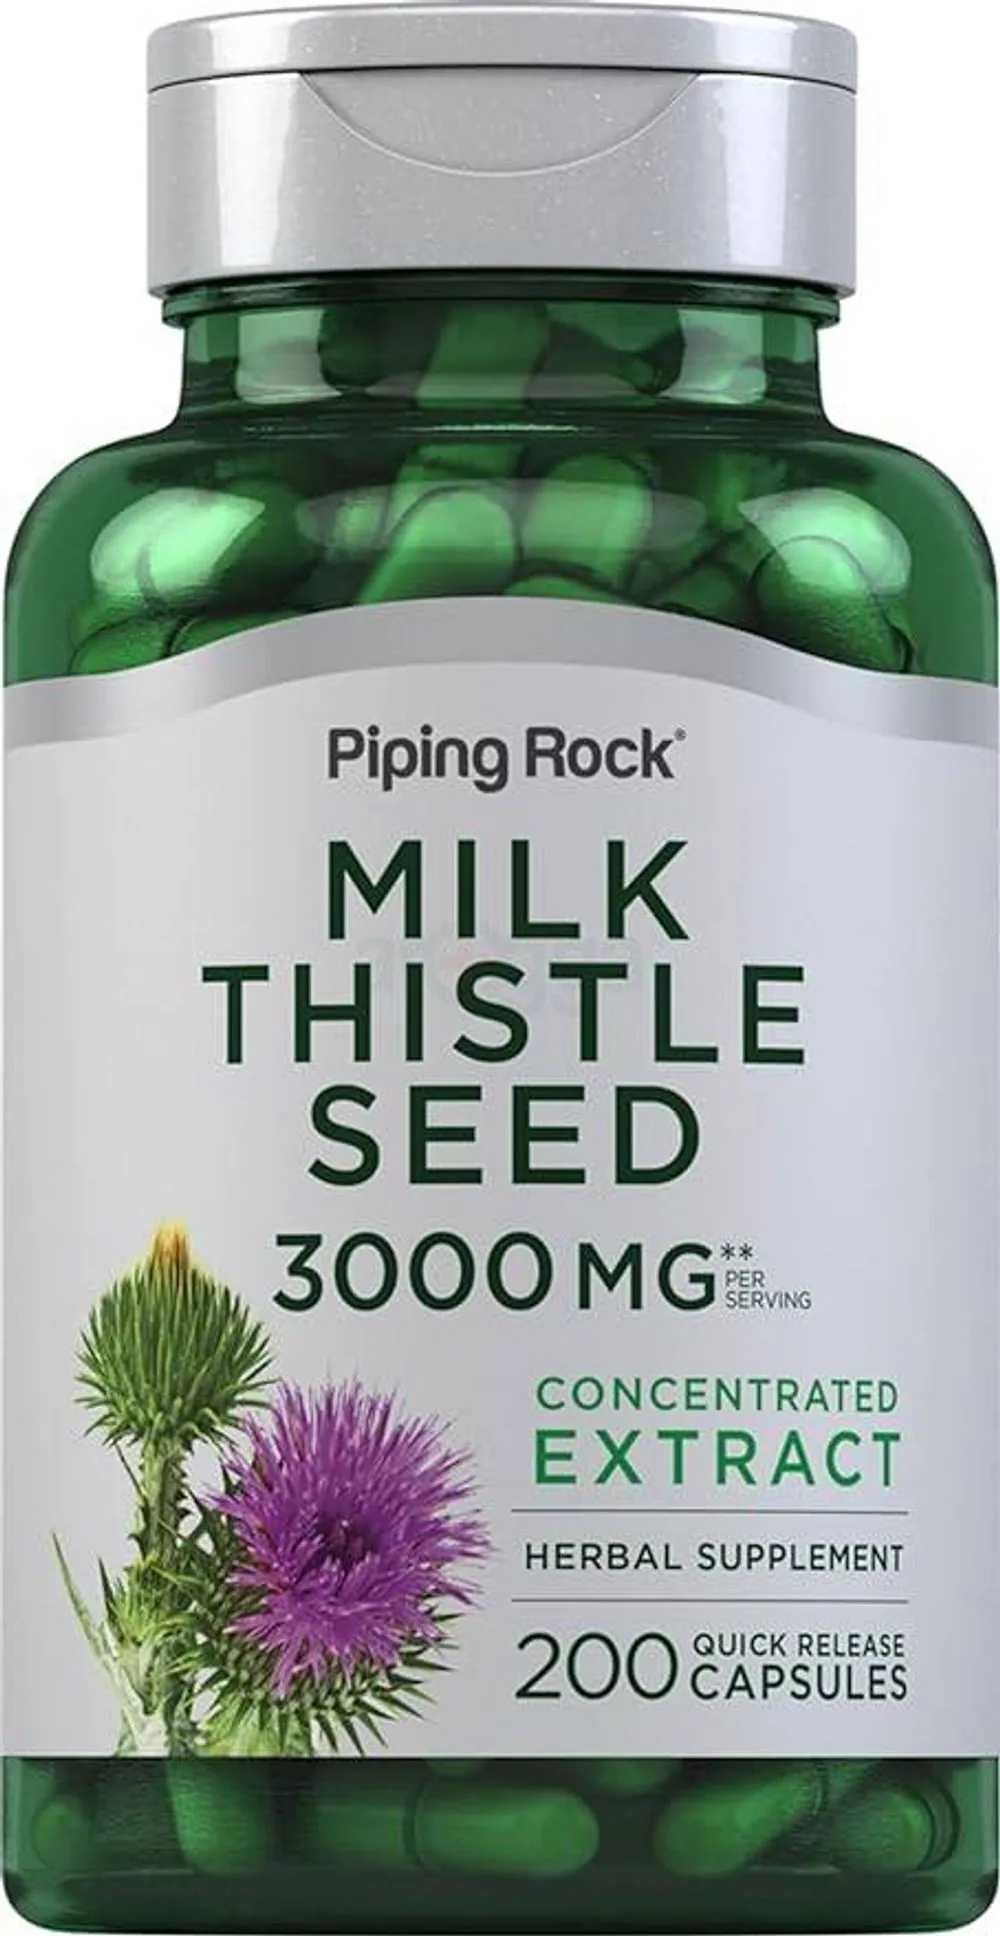 Piping Rock®
MILK
THISTLE
SEED
3000 MG** PER SERVING
CONCENTRATED
EXTRACT
HERBAL SUPPLEMENT
200 QUICK RELEASE
CAPSULES